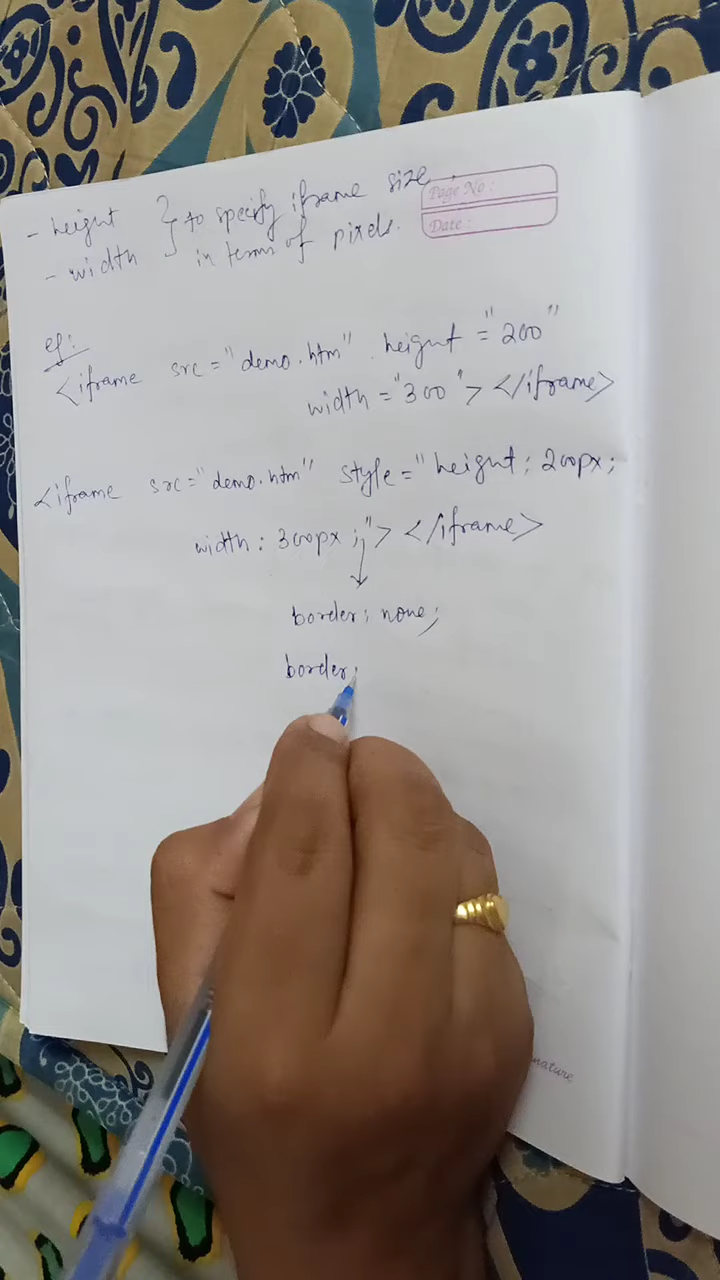 - height } to specify iframe size.
- width in terms of pixels.
Page No :
Date :
eg:
<iframe src="demo.htm" height="200"
width="300"></iframe>
<iframe src="demo.htm" style="height: 200px;
width: 300px;"></iframe>
border: none;
border:
nature